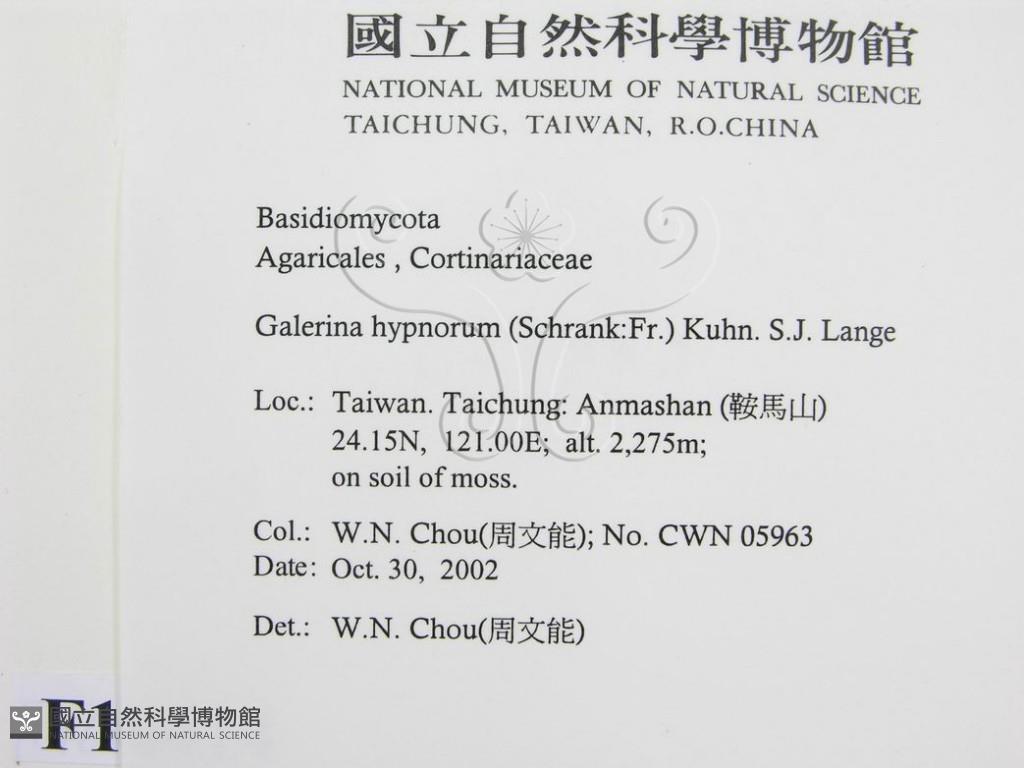 國立自然科學博物館
NATIONAL MUSEUM OF NATURAL SCIENCE
TAICHUNG, TAIWAN, R.O.CHINA
Basidiomycota
Agaricales , Cortinariaceae
Galerina hypnorum (Schrank:Fr.) Kuhn. S.J. Lange
Loc.: Taiwan. Taichung: Anmashan (鞍馬山)
24.15N, 121.00E; alt. 2,275m;
on soil of moss.
Col.: W.N. Chou(周文能); No. CWN 05963
Date: Oct. 30, 2002
Det.: W.N. Chou(周文能)
F1
國立自然科學博物館
NATIONAL MUSEUM OF NATURAL SCIENCE